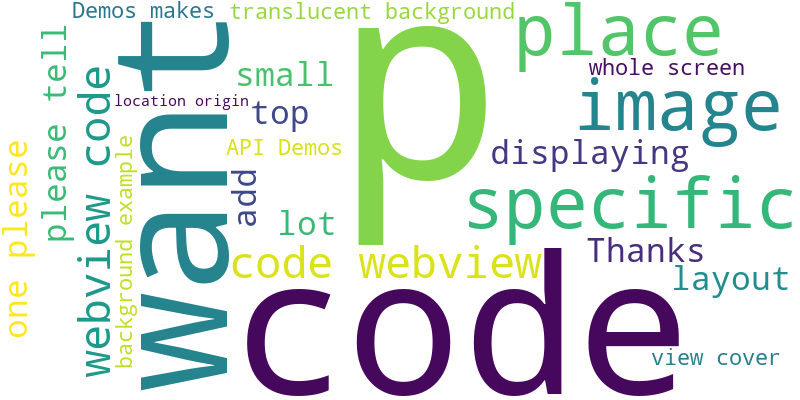 Demos makes
translucent background
place
want
p
whole screen
please tell
small
image
webview code
location origin
top
API Demos
displaying
one please
background example
add
specific
lot
Thanks
code webview
layout
code
view cover